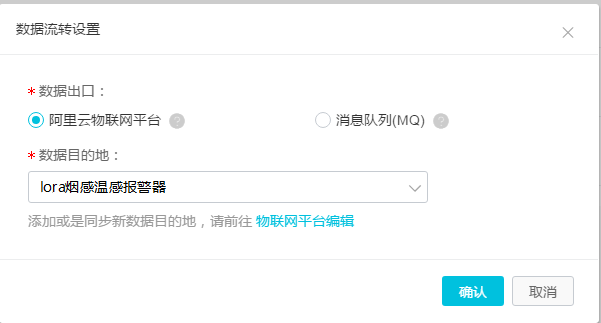 数据流转设置
* 数据出口：
阿里云物联网平台 ? 消息队列(MQ) ?
* 数据目的地：
lora烟感温感报警器
添加或是同步新数据目的地，请前往 物联网平台编辑
确认 取消